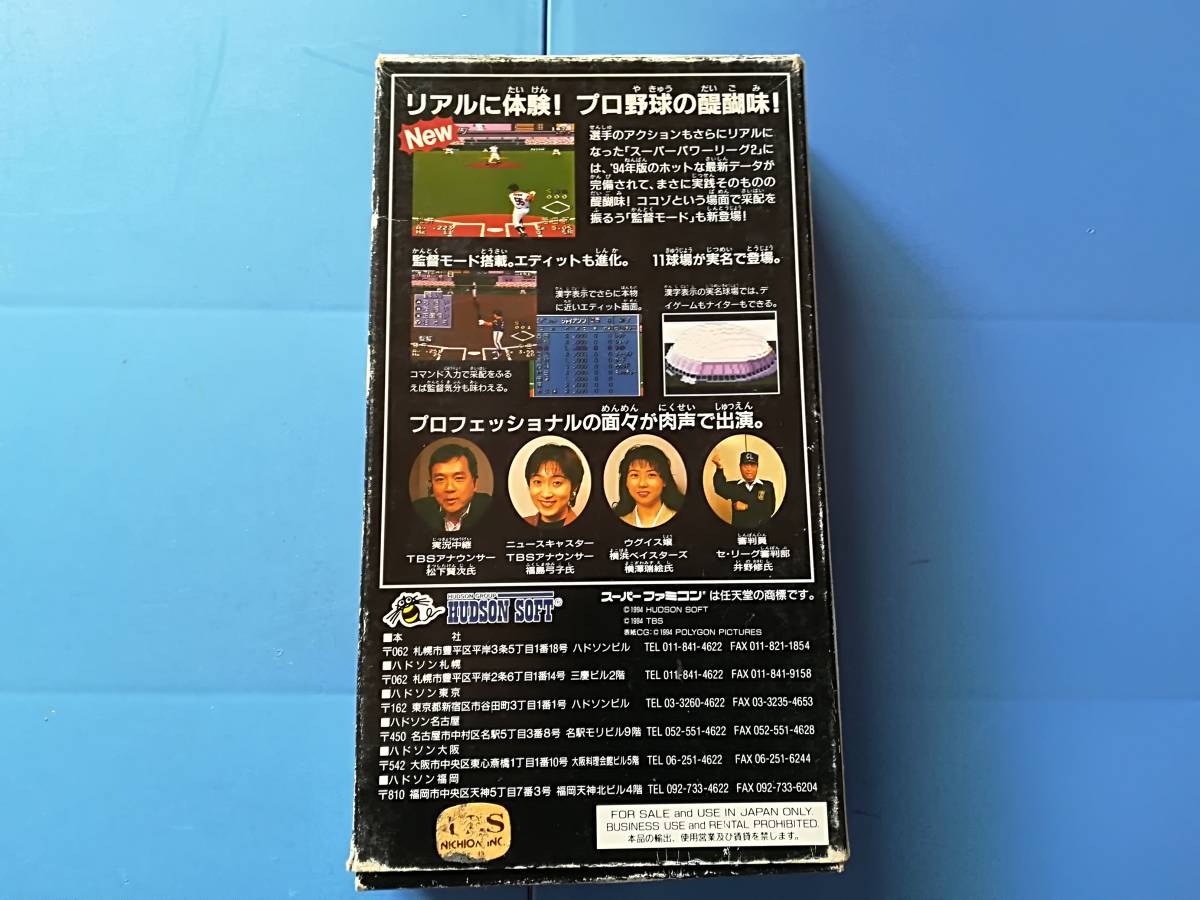 リアルに体験! プロ野球の醍醐味!
New
選手のアクションもさらにリアルに
なった「スーパーパワーリーグ2」に
は、'94年版のホットな最新データが
完備されて、まさに実践そのものの
醍醐味! ココゾという場面で采配を
振るう「監督モード」も新登場!
監督モード搭載。エディットも進化。
11球場が実名で登場。
漢字表示でさらに本物
に近いエディット画面。
漢字表示の実名球場では、デ
イゲームもナイターもできる。
コマンド入力で采配をふる
えば監督気分も味わえる。
プロフェッショナルの面々が肉声で出演。
実況中継
TBSアナウンサー
松下賢次氏
ニュースキャスター
TBSアナウンサー
福島弓子氏
ウグイス嬢
横浜ベイスターズ
横澤瑞絵氏
審判員
セ・リーグ審判部
井野修氏
HUDSON GROUP
HUDSON SOFT®
スーパーファミコンは任天堂の商標です。
©1994 HUDSON SOFT
©1994 TBS
表紙CG:©1994 POLYGON PICTURES
■本 社
〒062 札幌市豊平区平岸3条5丁目1番18号 ハドソンビル TEL 011-841-4622 FAX 011-821-1854
■ハドソン札幌
〒062 札幌市豊平区平岸2条6丁目1番14号 三慶ビル2階 TEL 011-841-4622 FAX 011-841-9158
■ハドソン東京
〒162 東京都新宿区市谷田町3丁目1番1号 ハドソンビル TEL 03-3260-4622 FAX 03-3235-4653
■ハドソン名古屋
〒450 名古屋市中村区名駅5丁目3番8号 名駅モリビル9階 TEL 052-551-4622 FAX 052-551-4628
■ハドソン大阪
〒542 大阪市中央区東心斎橋1丁目1番10号 大阪料理会館ビル5階 TEL 06-251-4622 FAX 06-251-6244
■ハドソン福岡
〒810 福岡市中央区天神5丁目7番3号 福岡天神北ビル4階 TEL 092-733-4622 FAX 092-733-6204
NICHION, INC.
FOR SALE and USE IN JAPAN ONLY.
BUSINESS USE and RENTAL PROHIBITED.
本品の輸出、使用営業及び賃貸を禁じます。